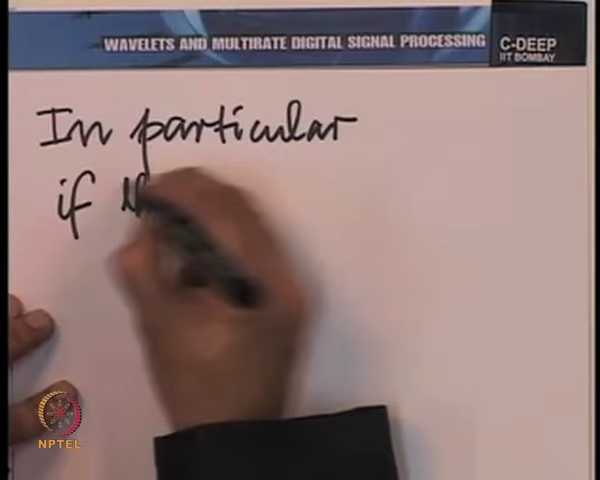 WAVELETS AND MULTIRATE DIGITAL SIGNAL PROCESSING
C-DEEP
IIT BOMBAY
In particular
if
NPTEL